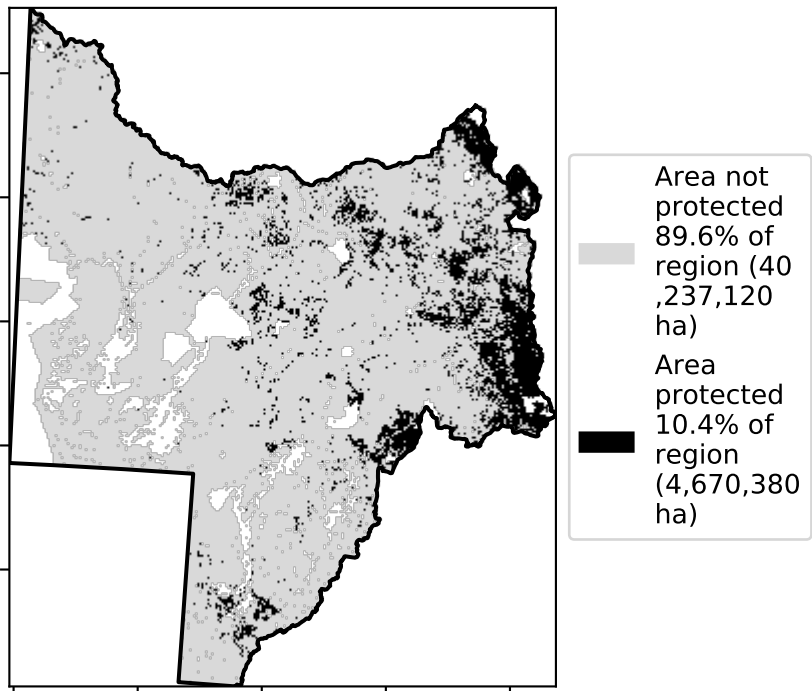 Area not
protected
89.6% of
region (40
,237,120
ha)
Area
protected
10.4% of
region
(4,670,380
ha)